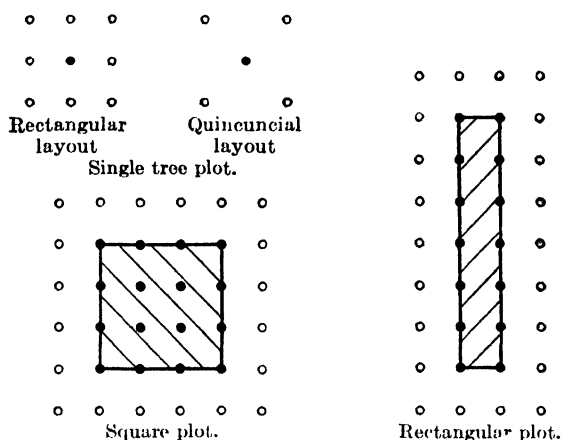 Rectangular layout
Quincuncial layout
Single tree plot.
Square plot.
Rectangular plot.